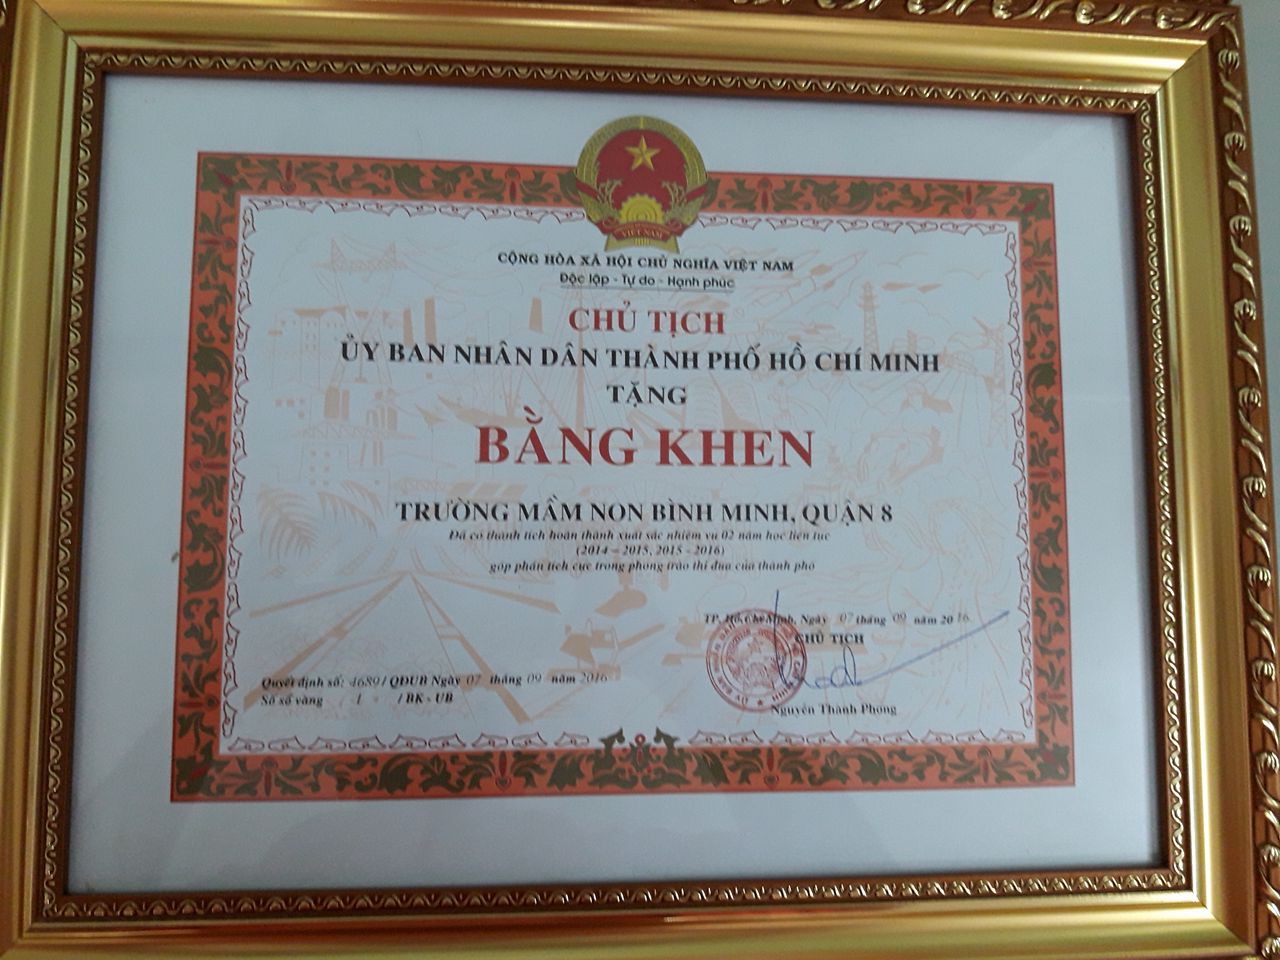 VIỆT NAM
CỘNG HÒA XÃ HỘI CHỦ NGHĨA VIỆT NAM
Độc lập - Tự do - Hạnh phúc
CHỦ TỊCH
ỦY BAN NHÂN DÂN THÀNH PHỐ HỒ CHÍ MINH
TẶNG
BẰNG KHEN
TRƯỜNG MẦM NON BÌNH MINH, QUẬN 8
Đã có thành tích hoàn thành xuất sắc nhiệm vụ 02 năm học liên tục
(2014 - 2015, 2015 - 2016)
góp phần tích cực trong phong trào thi đua của thành phố
TP. Hồ Chí Minh, Ngày 07 tháng 09 năm 2016
CHỦ TỊCH
Quyết định số: 4689 / QĐUB Ngày 07 tháng 09 năm 2016
Số sổ vàng 1 / BK - UB
Nguyễn Thành Phong